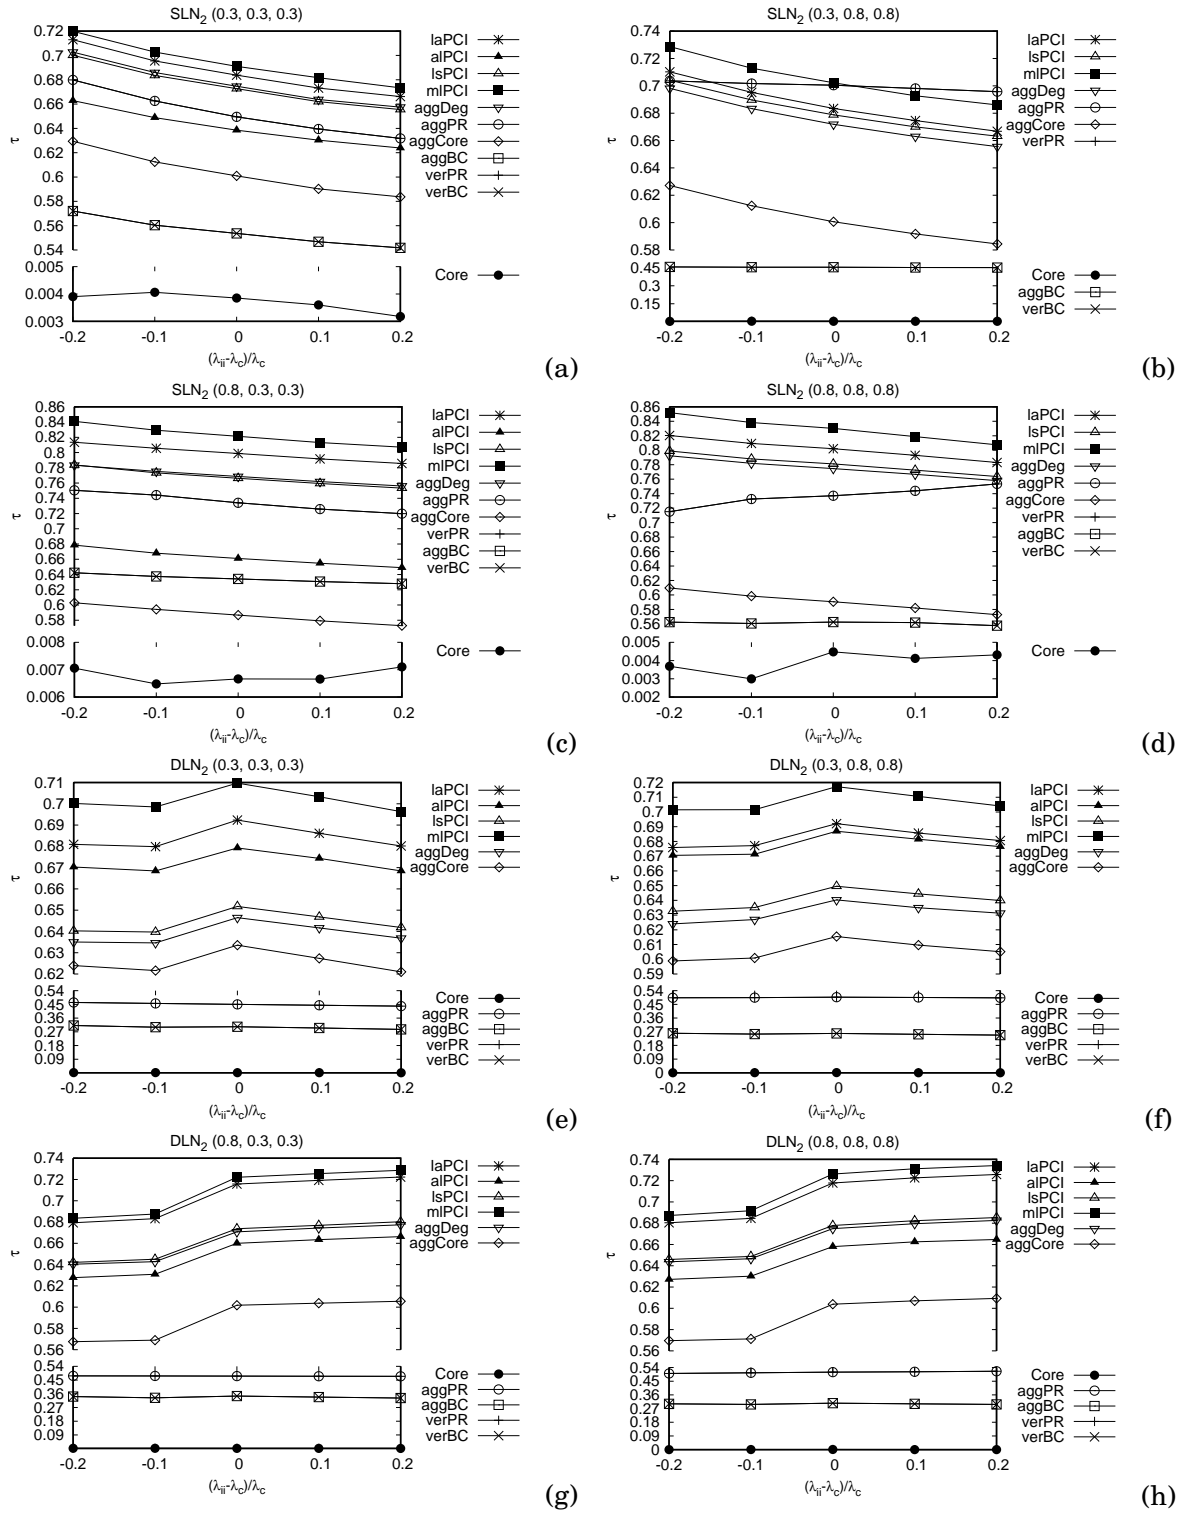 SLN2 (0.3, 0.3, 0.3)
0.72
0.7
0.68
0.66
0.64
0.62
0.6
0.58
0.56
0.54
τ
laPCI
alPCI
lsPCI
mlPCI
aggDeg
aggPR
aggCore
aggBC
verPR
verBC
0.005
0.004
0.003
Core
-0.2 -0.1 0 0.1 0.2
(λii-λc)/λc
(a)
SLN2 (0.3, 0.8, 0.8)
0.74
0.72
0.7
0.68
0.66
0.64
0.62
0.6
0.58
τ
laPCI
lsPCI
mlPCI
aggDeg
aggPR
aggCore
verPR
0.45
0.3
0.15
Core
aggBC
verBC
-0.2 -0.1 0 0.1 0.2
(λii-λc)/λc
(b)
SLN2 (0.8, 0.3, 0.3)
0.86
0.84
0.82
0.8
0.78
0.76
0.74
0.72
0.7
0.68
0.66
0.64
0.62
0.6
0.58
τ
laPCI
alPCI
lsPCI
mlPCI
aggDeg
aggPR
aggCore
verPR
aggBC
verBC
0.008
0.007
0.006
Core
-0.2 -0.1 0 0.1 0.2
(λii-λc)/λc
(c)
SLN2 (0.8, 0.8, 0.8)
0.86
0.84
0.82
0.8
0.78
0.76
0.74
0.72
0.7
0.68
0.66
0.64
0.62
0.6
0.58
0.56
τ
laPCI
lsPCI
mlPCI
aggDeg
aggPR
aggCore
verPR
aggBC
verBC
0.005
0.004
0.003
0.002
Core
-0.2 -0.1 0 0.1 0.2
(λii-λc)/λc
(d)
DLN2 (0.3, 0.3, 0.3)
0.71
0.7
0.69
0.68
0.67
0.66
0.65
0.64
0.63
0.62
τ
laPCI
alPCI
lsPCI
mlPCI
aggDeg
aggCore
0.54
0.45
0.36
0.27
0.18
0.09
Core
aggPR
aggBC
verPR
verBC
-0.2 -0.1 0 0.1 0.2
(λii-λc)/λc
(e)
DLN2 (0.3, 0.8, 0.8)
0.72
0.71
0.7
0.69
0.68
0.67
0.66
0.65
0.64
0.63
0.62
0.61
0.6
0.59
τ
laPCI
alPCI
lsPCI
mlPCI
aggDeg
aggCore
0.54
0.45
0.36
0.27
0.18
0.09
0
Core
aggPR
aggBC
verPR
verBC
-0.2 -0.1 0 0.1 0.2
(λii-λc)/λc
(f)
DLN2 (0.8, 0.3, 0.3)
0.74
0.72
0.7
0.68
0.66
0.64
0.62
0.6
0.58
0.56
τ
laPCI
alPCI
lsPCI
mlPCI
aggDeg
aggCore
0.54
0.45
0.36
0.27
0.18
0.09
Core
aggPR
aggBC
verPR
verBC
-0.2 -0.1 0 0.1 0.2
(λii-λc)/λc
(g)
DLN2 (0.8, 0.8, 0.8)
0.74
0.72
0.7
0.68
0.66
0.64
0.62
0.6
0.58
0.56
τ
laPCI
alPCI
lsPCI
mlPCI
aggDeg
aggCore
0.54
0.45
0.36
0.27
0.18
0.09
0
Core
aggPR
aggBC
verPR
verBC
-0.2 -0.1 0 0.1 0.2
(λii-λc)/λc
(h)